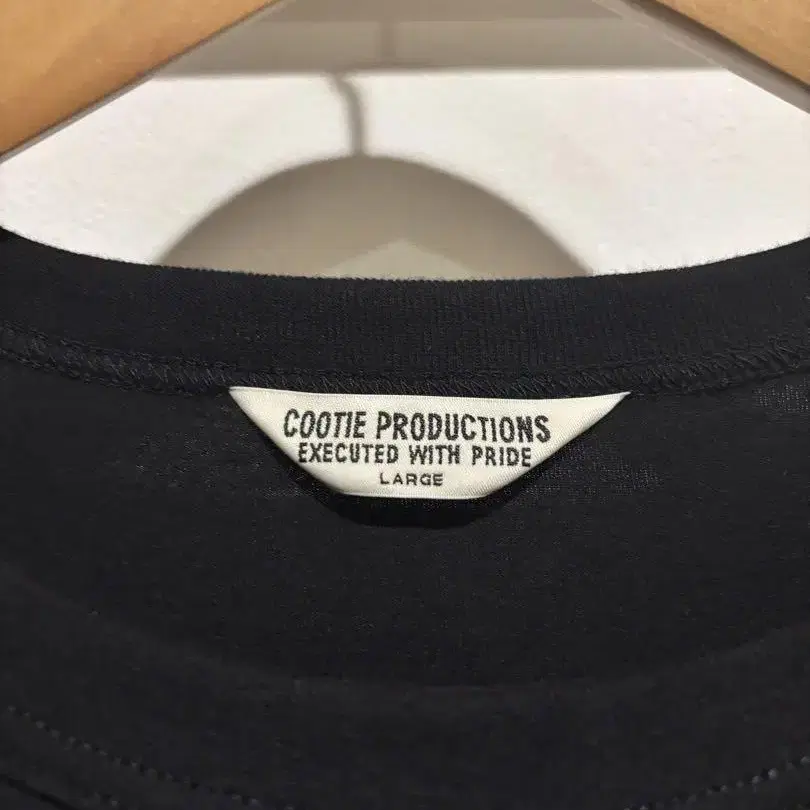 COOTIE PRODUCTIONS
EXECUTED WITH PRIDE
LARGE